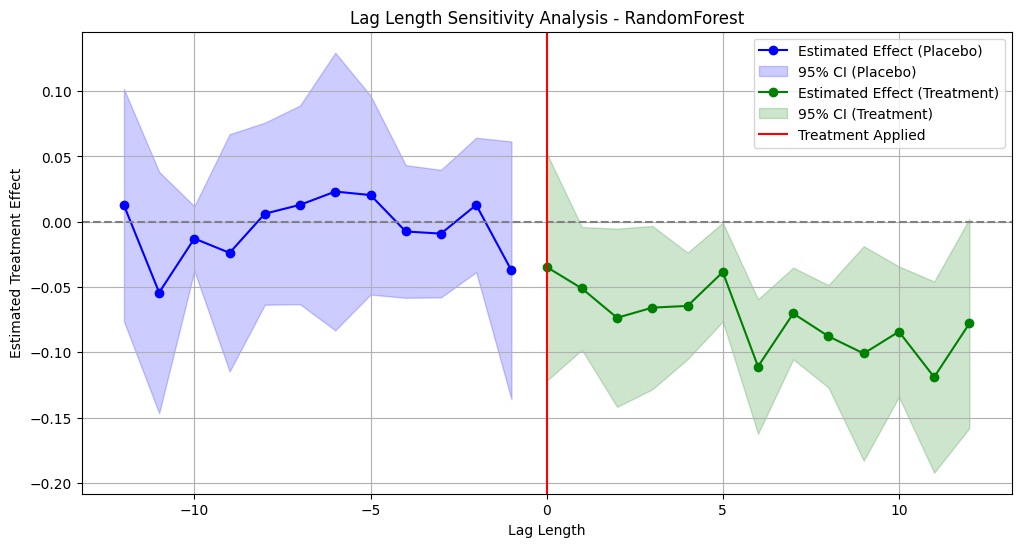 Lag Length Sensitivity Analysis - RandomForest
Estimated Effect (Placebo)
95% CI (Placebo)
Estimated Effect (Treatment)
95% CI (Treatment)
Treatment Applied
Estimated Treatment Effect
0.10
0.05
0.00
−0.05
−0.10
−0.15
−0.20
−10
−5
0
5
10
Lag Length